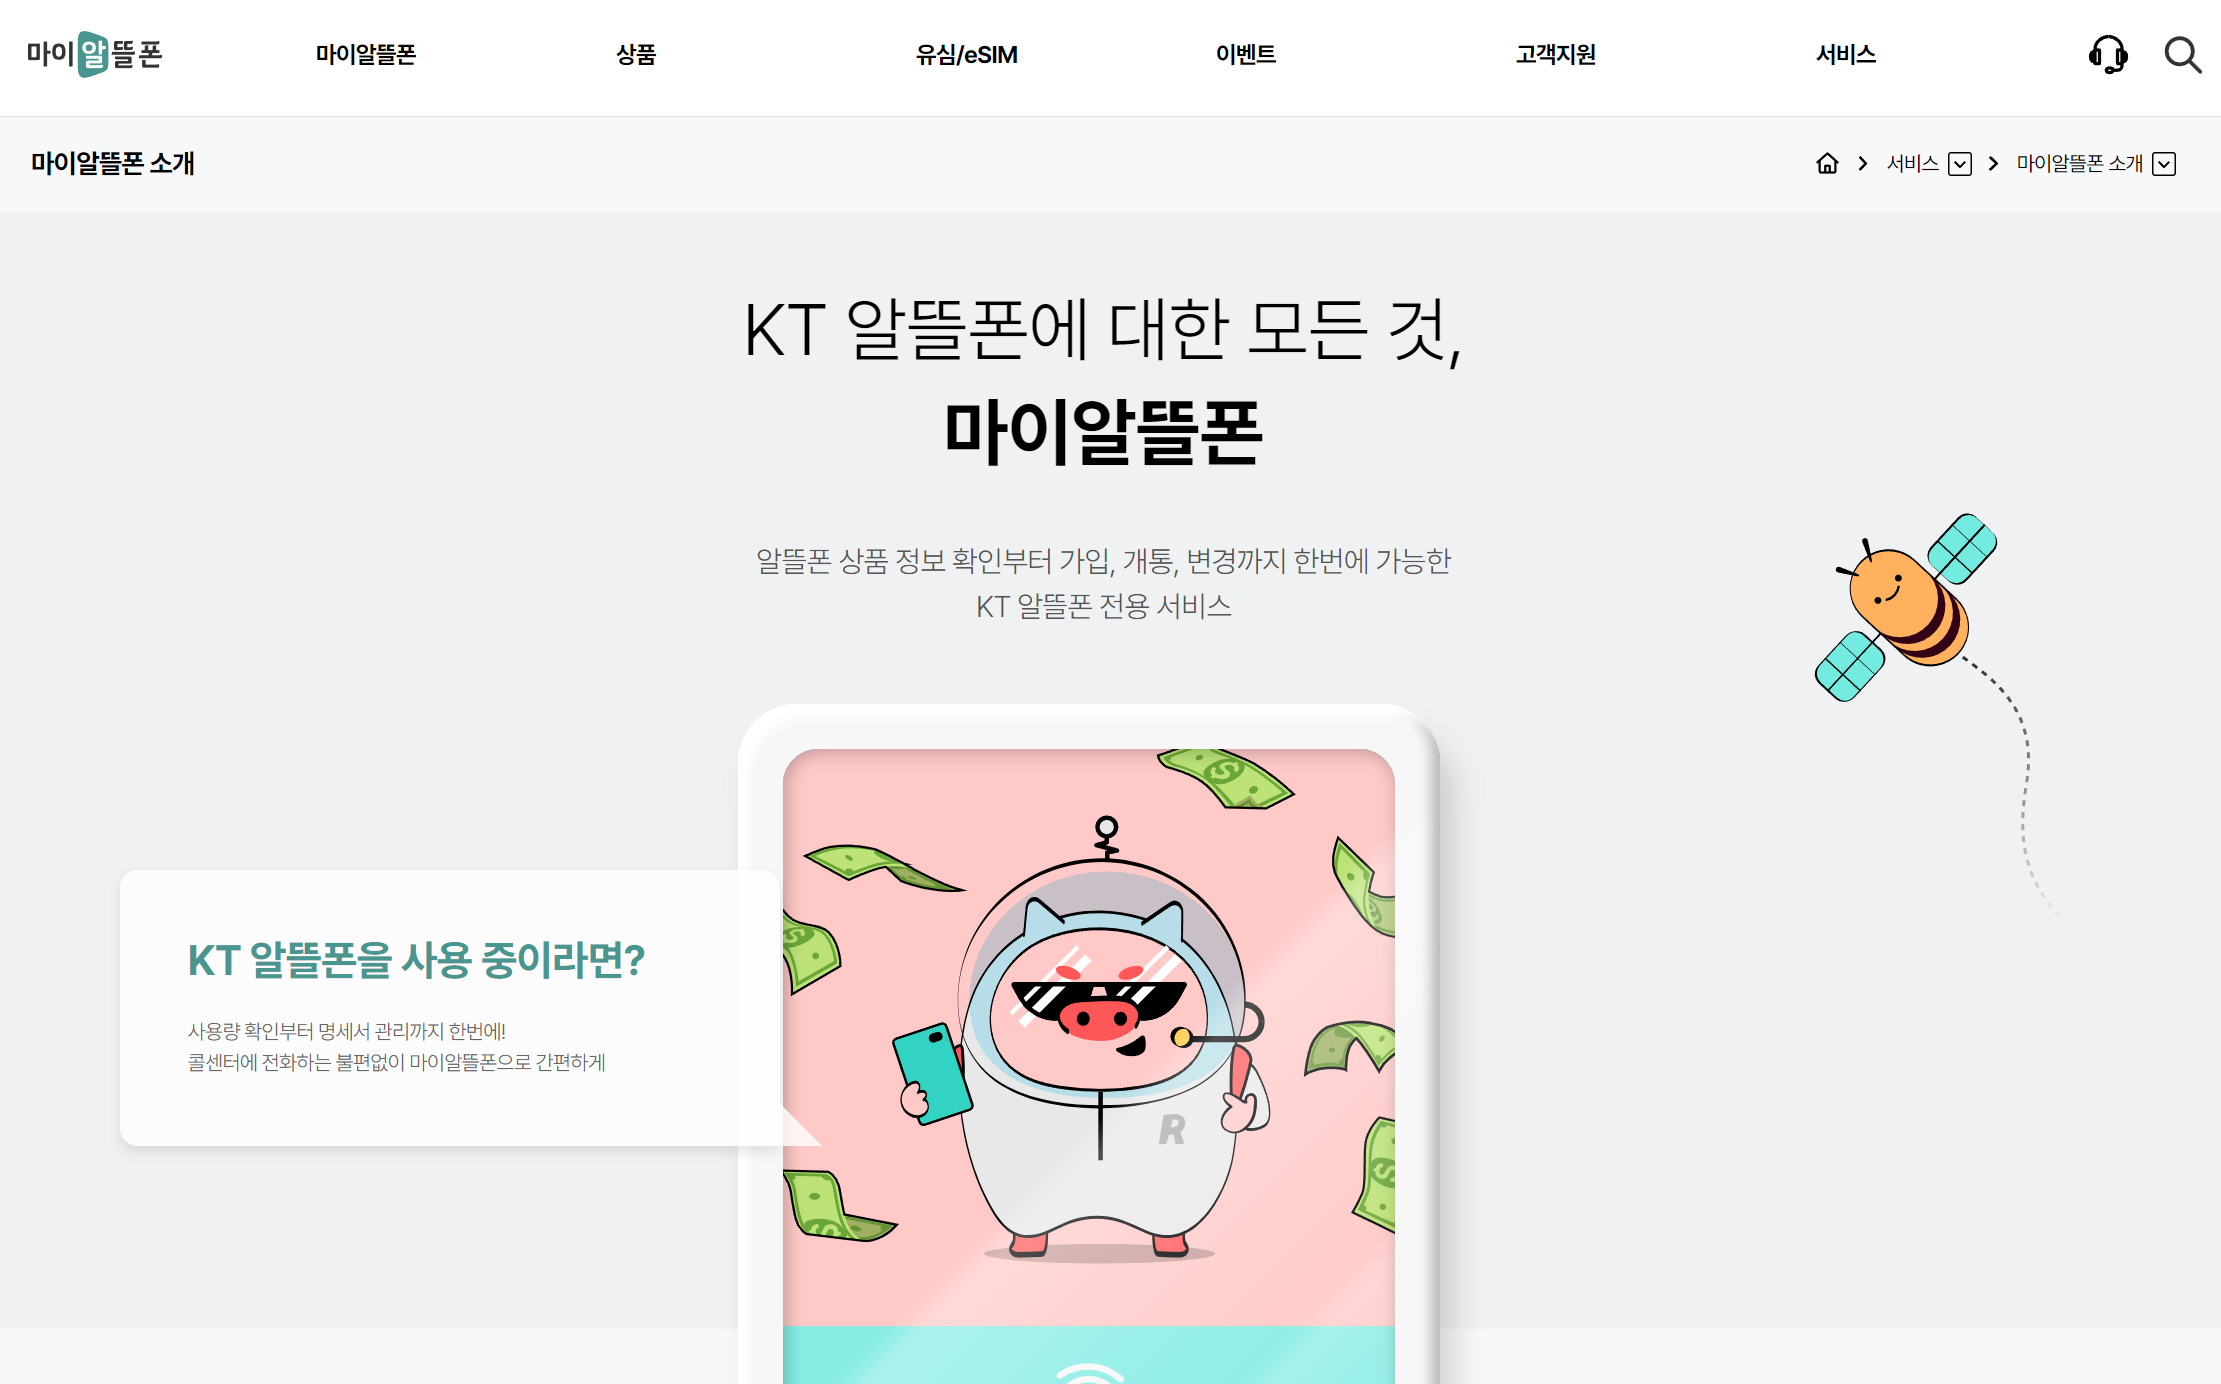 마이알뜰폰
마이알뜰폰 상품 유심/eSIM 이벤트 고객지원 서비스
마이알뜰폰 소개
서비스 마이알뜰폰 소개
KT 알뜰폰에 대한 모든 것,
마이알뜰폰
알뜰폰 상품 정보 확인부터 가입, 개통, 변경까지 한번에 가능한
KT 알뜰폰 전용 서비스
KT 알뜰폰을 사용 중이라면?
사용량 확인부터 명세서 관리까지 한번에!
콜센터에 전화하는 불편없이 마이알뜰폰으로 간편하게
R